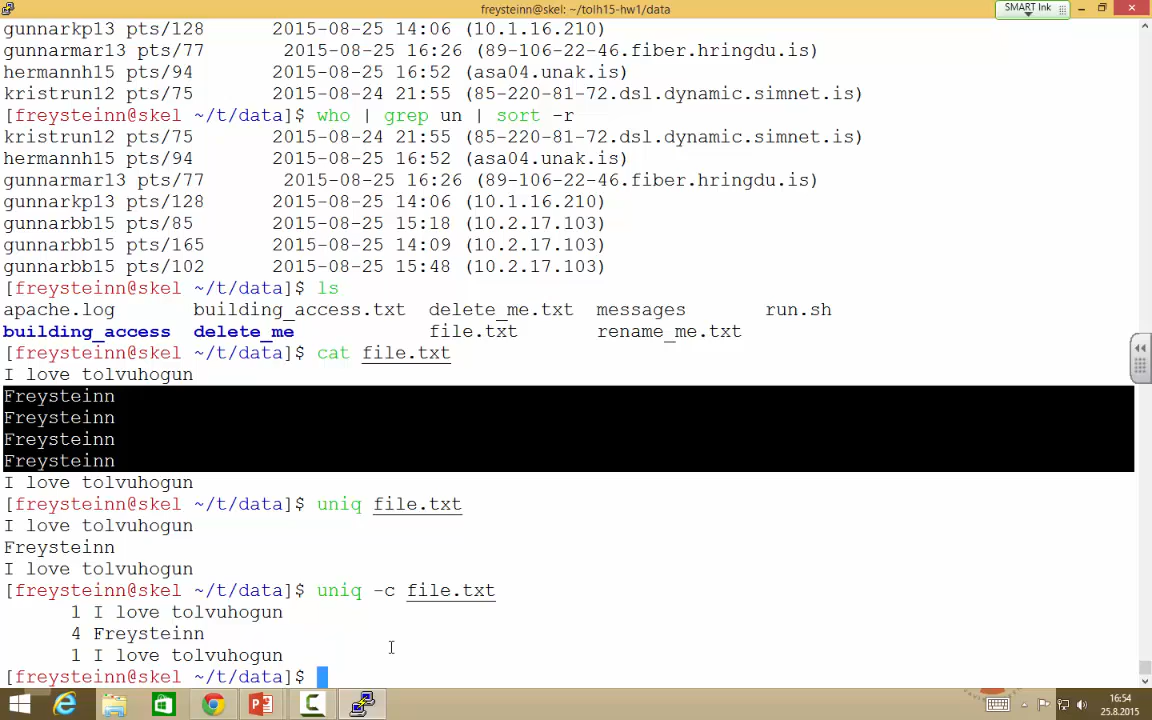 freysteinn@skel: ~/tolh15-hw1/data
SMART Ink
gunnarkp13 pts/128      2015-08-25 14:06 (10.1.16.210)
gunnarmar13 pts/77       2015-08-25 16:26 (89-106-22-46.fiber.hringdu.is)
hermannh15 pts/94       2015-08-25 16:52 (asa04.unak.is)
kristrun12 pts/75       2015-08-24 21:55 (85-220-81-72.dsl.dynamic.simnet.is)
[freysteinn@skel ~/t/data]$ who | grep un | sort -r
kristrun12 pts/75       2015-08-24 21:55 (85-220-81-72.dsl.dynamic.simnet.is)
hermannh15 pts/94       2015-08-25 16:52 (asa04.unak.is)
gunnarmar13 pts/77       2015-08-25 16:26 (89-106-22-46.fiber.hringdu.is)
gunnarkp13 pts/128      2015-08-25 14:06 (10.1.16.210)
gunnarbb15 pts/85       2015-08-25 15:18 (10.2.17.103)
gunnarbb15 pts/165      2015-08-25 14:09 (10.2.17.103)
gunnarbb15 pts/102      2015-08-25 15:48 (10.2.17.103)
[freysteinn@skel ~/t/data]$ ls
apache.log       building_access.txt  delete_me.txt  messages       run.sh
building_access  delete_me            file.txt       rename_me.txt
[freysteinn@skel ~/t/data]$ cat file.txt
I love tolvuhogun
Freysteinn
Freysteinn
Freysteinn
Freysteinn
I love tolvuhogun
[freysteinn@skel ~/t/data]$ uniq file.txt
I love tolvuhogun
Freysteinn
I love tolvuhogun
[freysteinn@skel ~/t/data]$ uniq -c file.txt
      1 I love tolvuhogun
      4 Freysteinn
      1 I love tolvuhogun
[freysteinn@skel ~/t/data]$
16:54
25.8.2015